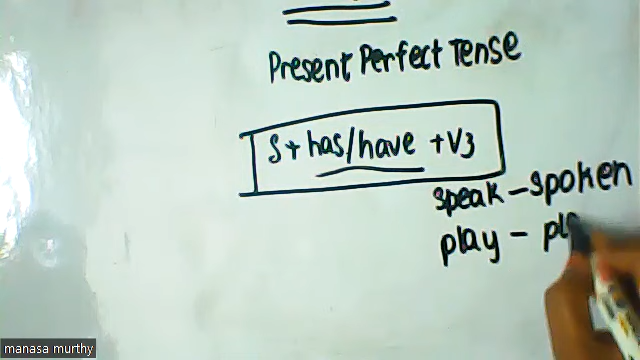 Present Perfect Tense
S + has/have + V3
speak - spoken
play - pl
manasa murthy